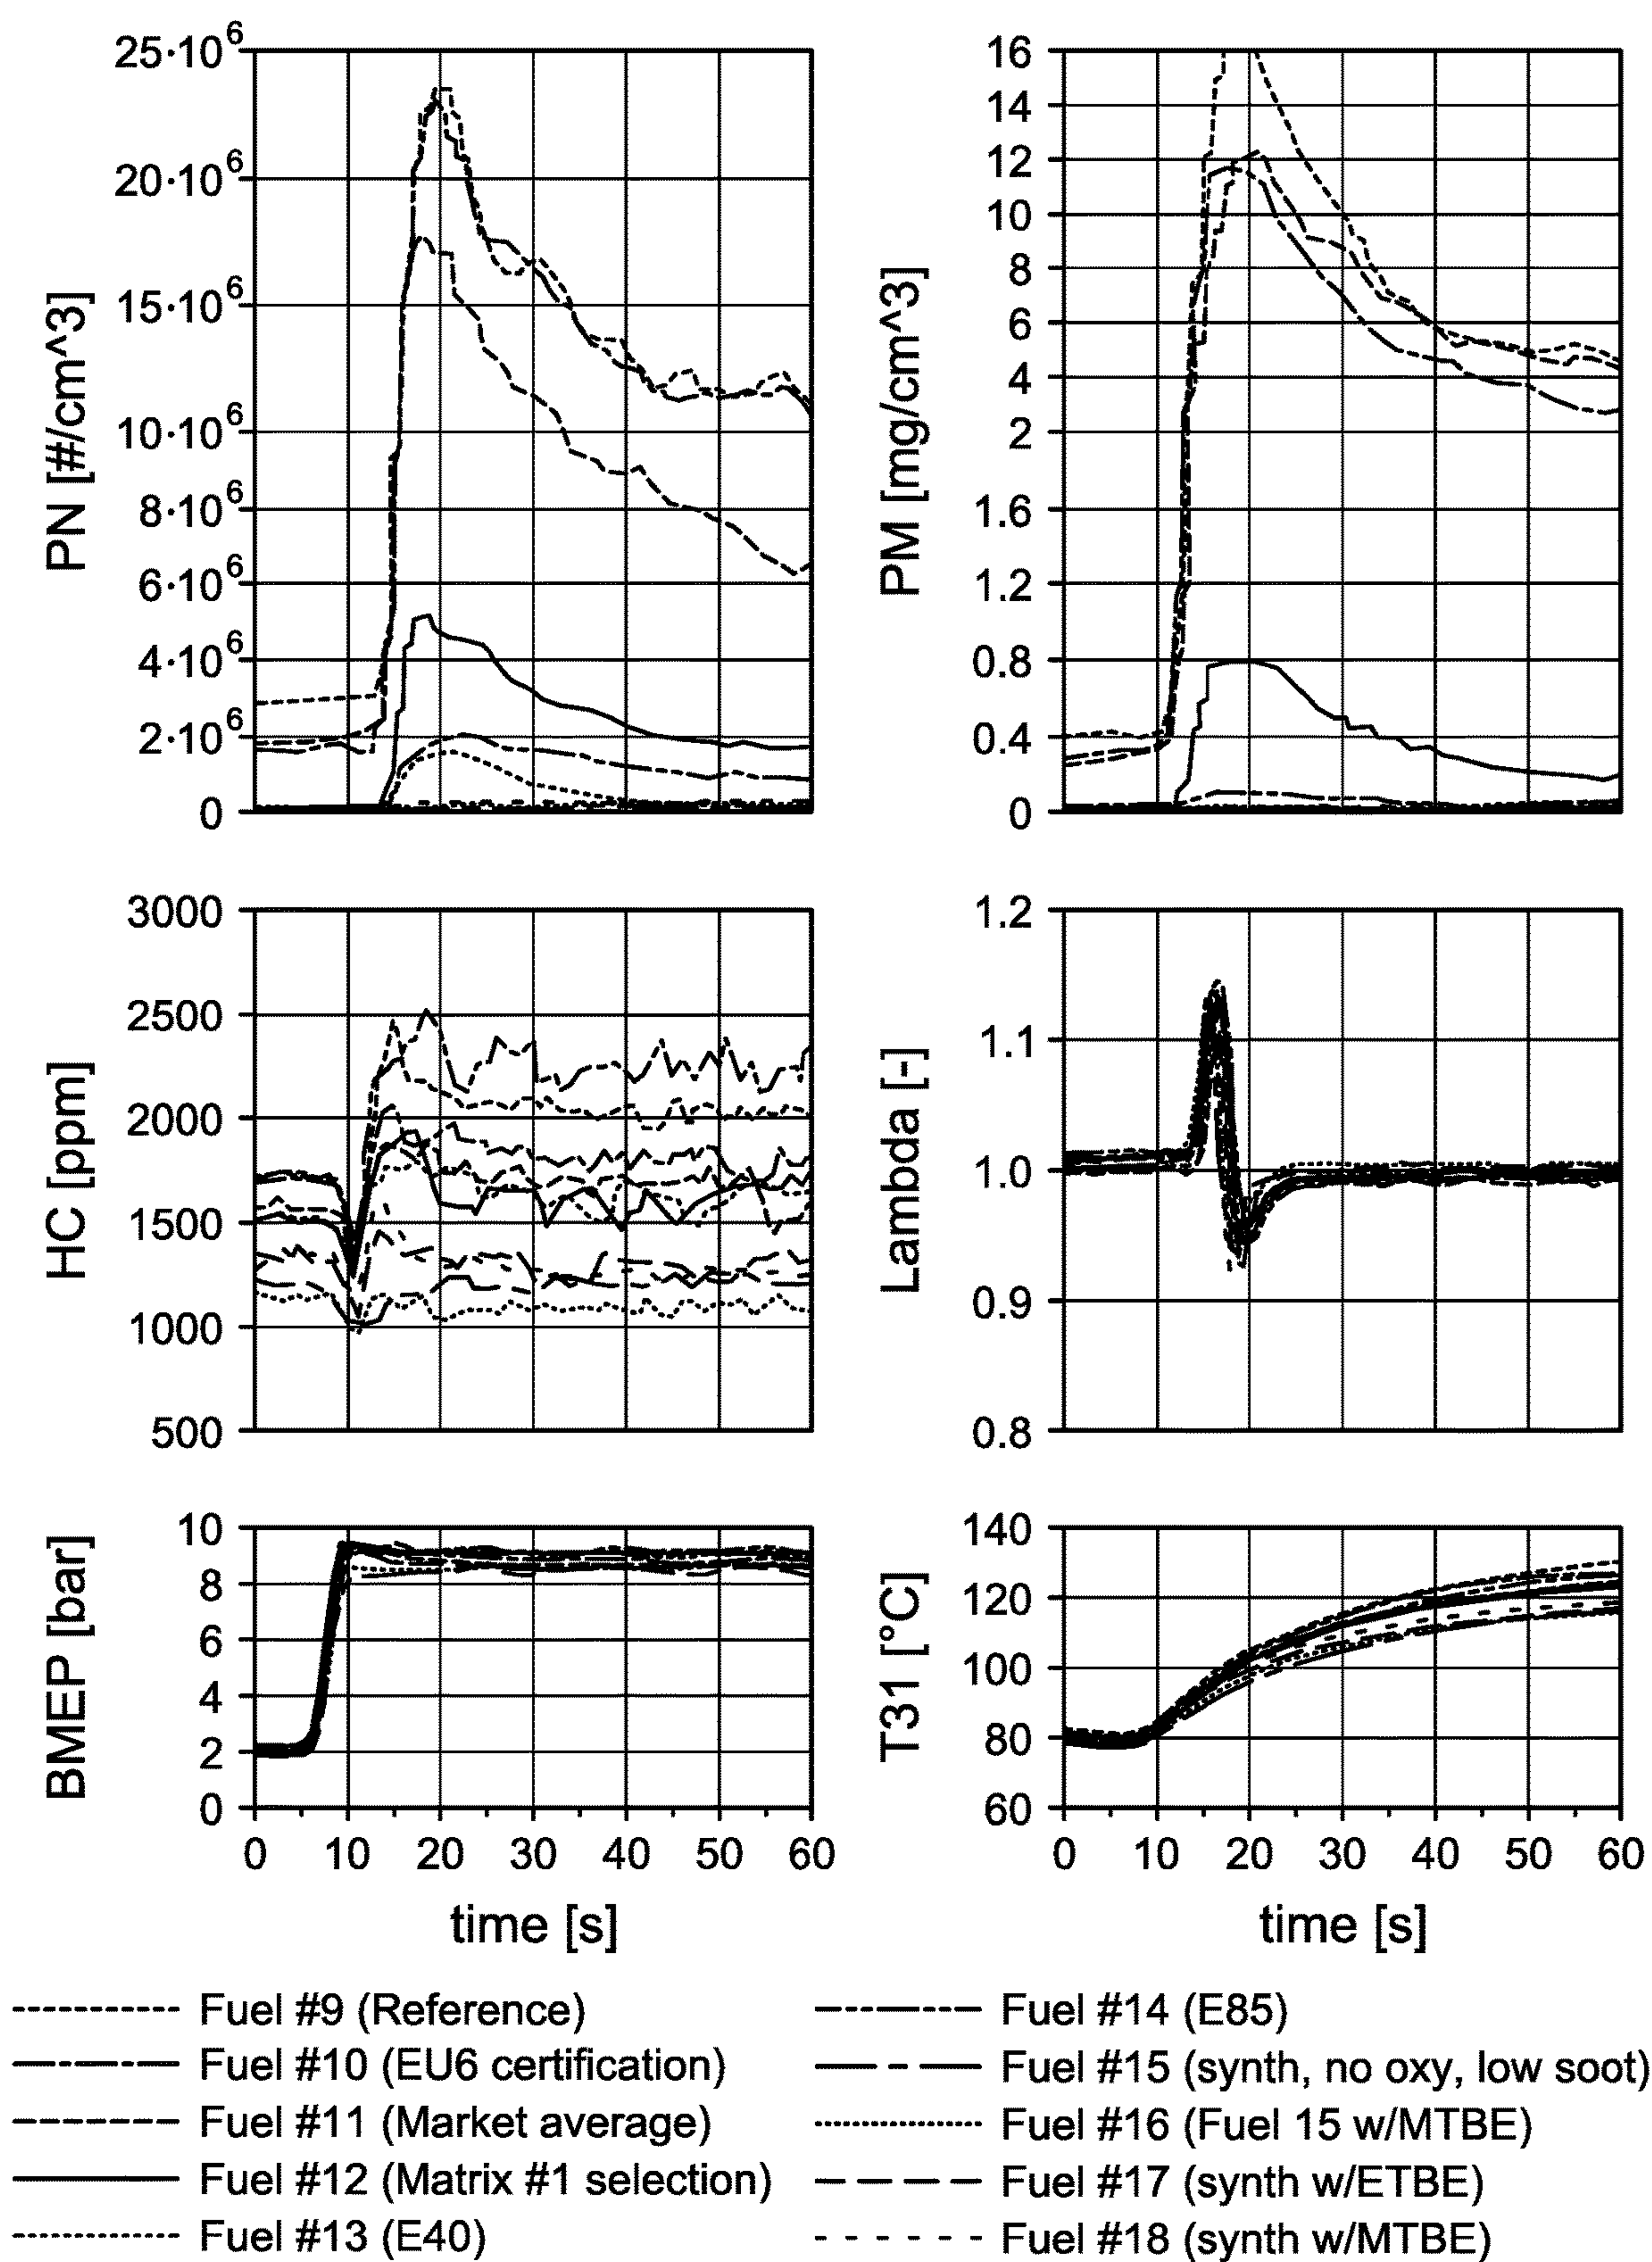 PN [#/cm^3]
25·10^6
20·10^6
15·10^6
10·10^6
8·10^6
6·10^6
4·10^6
2·10^6
0
PM [mg/cm^3]
16
14
12
10
8
6
4
2
1.6
1.2
0.8
0.4
0
HC [ppm]
3000
2500
2000
1500
1000
500
Lambda [-]
1.2
1.1
1.0
0.9
0.8
BMEP [bar]
10
8
6
4
2
0
0 10 20 30 40 50 60
time [s]
T31 [°C]
140
120
100
80
60
0 10 20 30 40 50 60
time [s]
Fuel #9 (Reference)
Fuel #10 (EU6 certification)
Fuel #11 (Market average)
Fuel #12 (Matrix #1 selection)
Fuel #13 (E40)
Fuel #14 (E85)
Fuel #15 (synth, no oxy, low soot)
Fuel #16 (Fuel 15 w/MTBE)
Fuel #17 (synth w/ETBE)
Fuel #18 (synth w/MTBE)